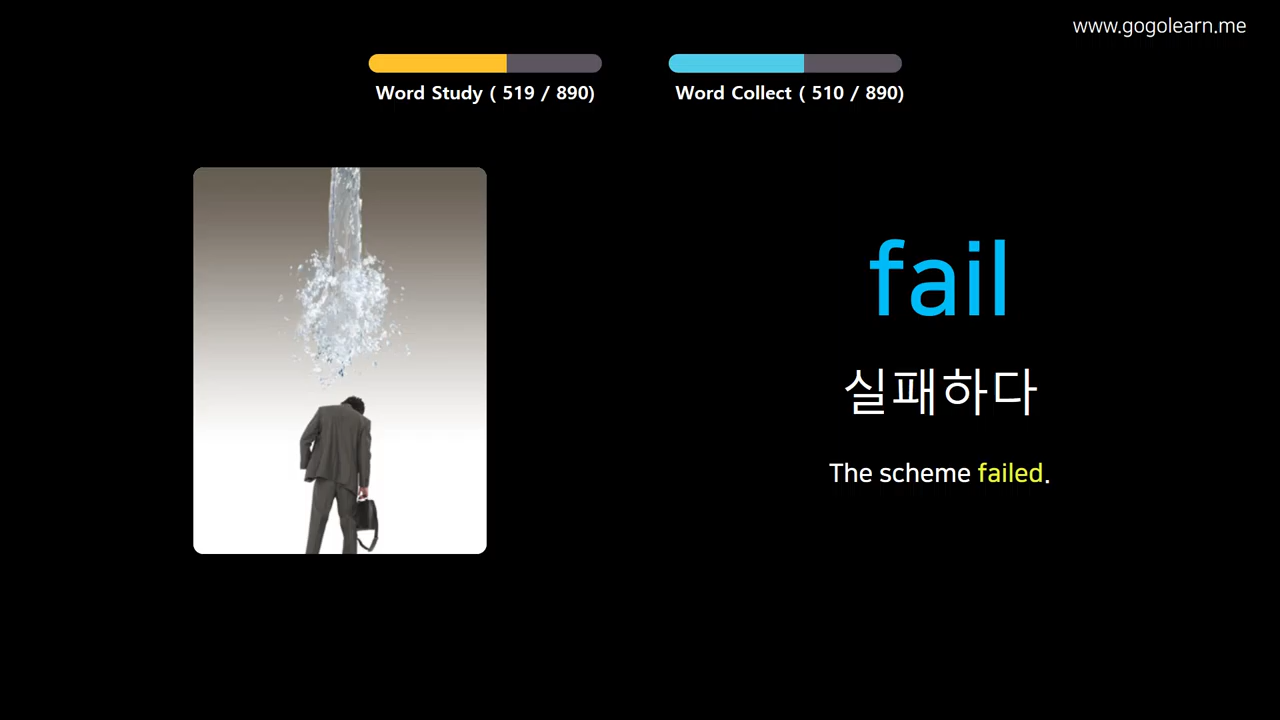 www.gogolearn.me
Word Study ( 519 / 890)
Word Collect ( 510 / 890)
fail
실패하다
The scheme failed.